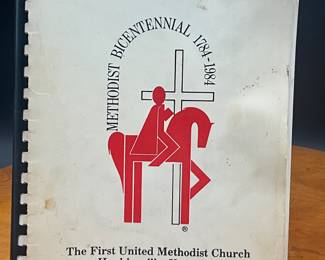 METHODIST BICENTENNIAL 1784-1984
®
The First United Methodist Church